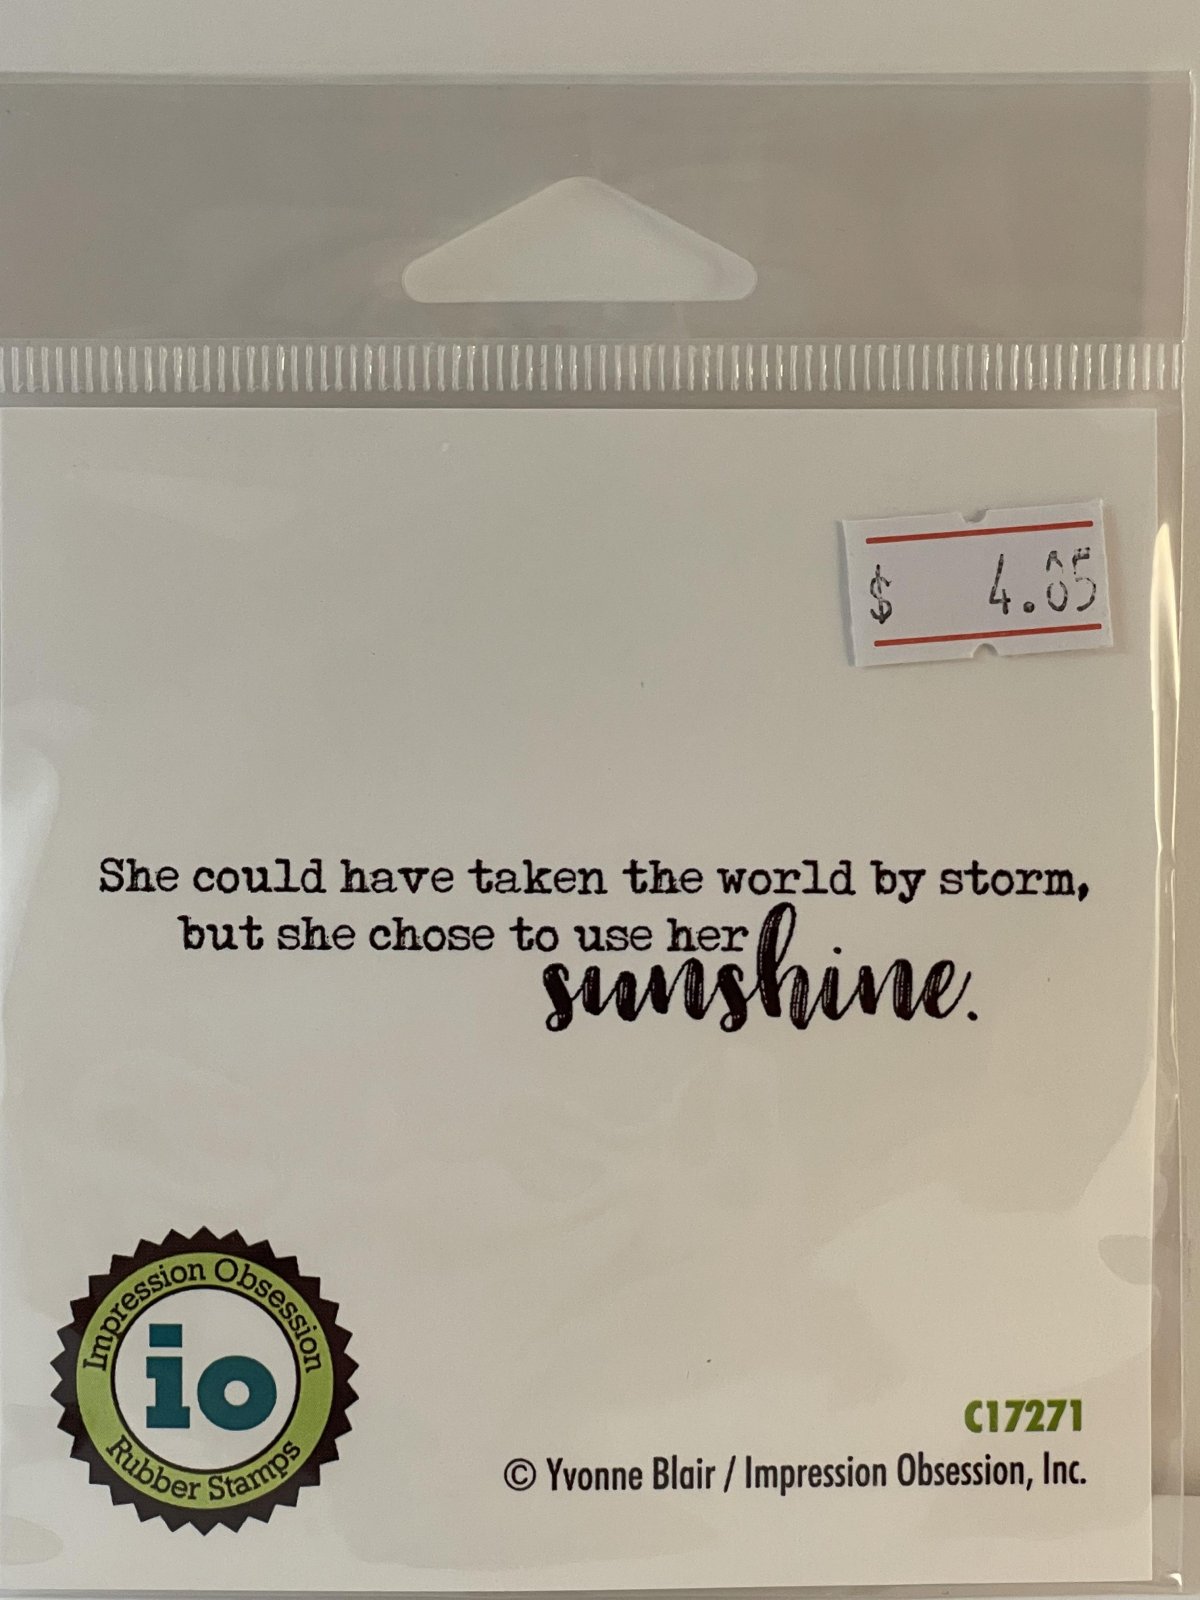 $ 4.85
She could have taken the world by storm,
but she chose to use her
sunshine.
Impression Obsession
io
Rubber Stamps
C17271
© Yvonne Blair / Impression Obsession, Inc.